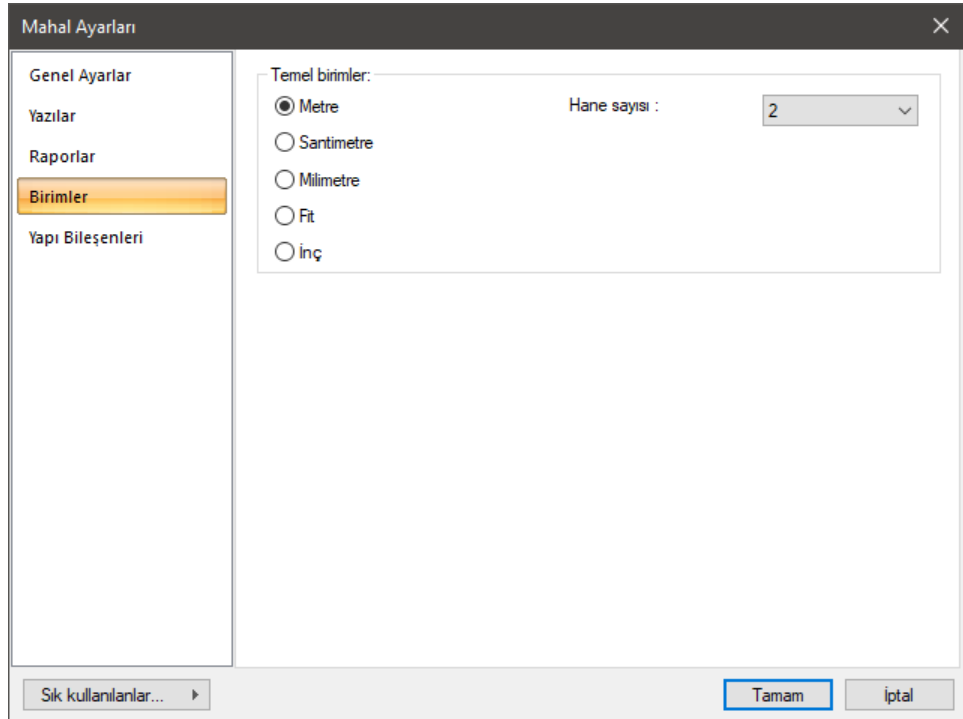 Mahal Ayarları
Genel Ayarlar
Yazılar
Raporlar
Birimler
Yapı Bileşenleri
Temel birimler:
Metre
Hane sayısı :
2
Santimetre
Milimetre
Fit
İnç
Sık kullanılanlar...
Tamam
İptal